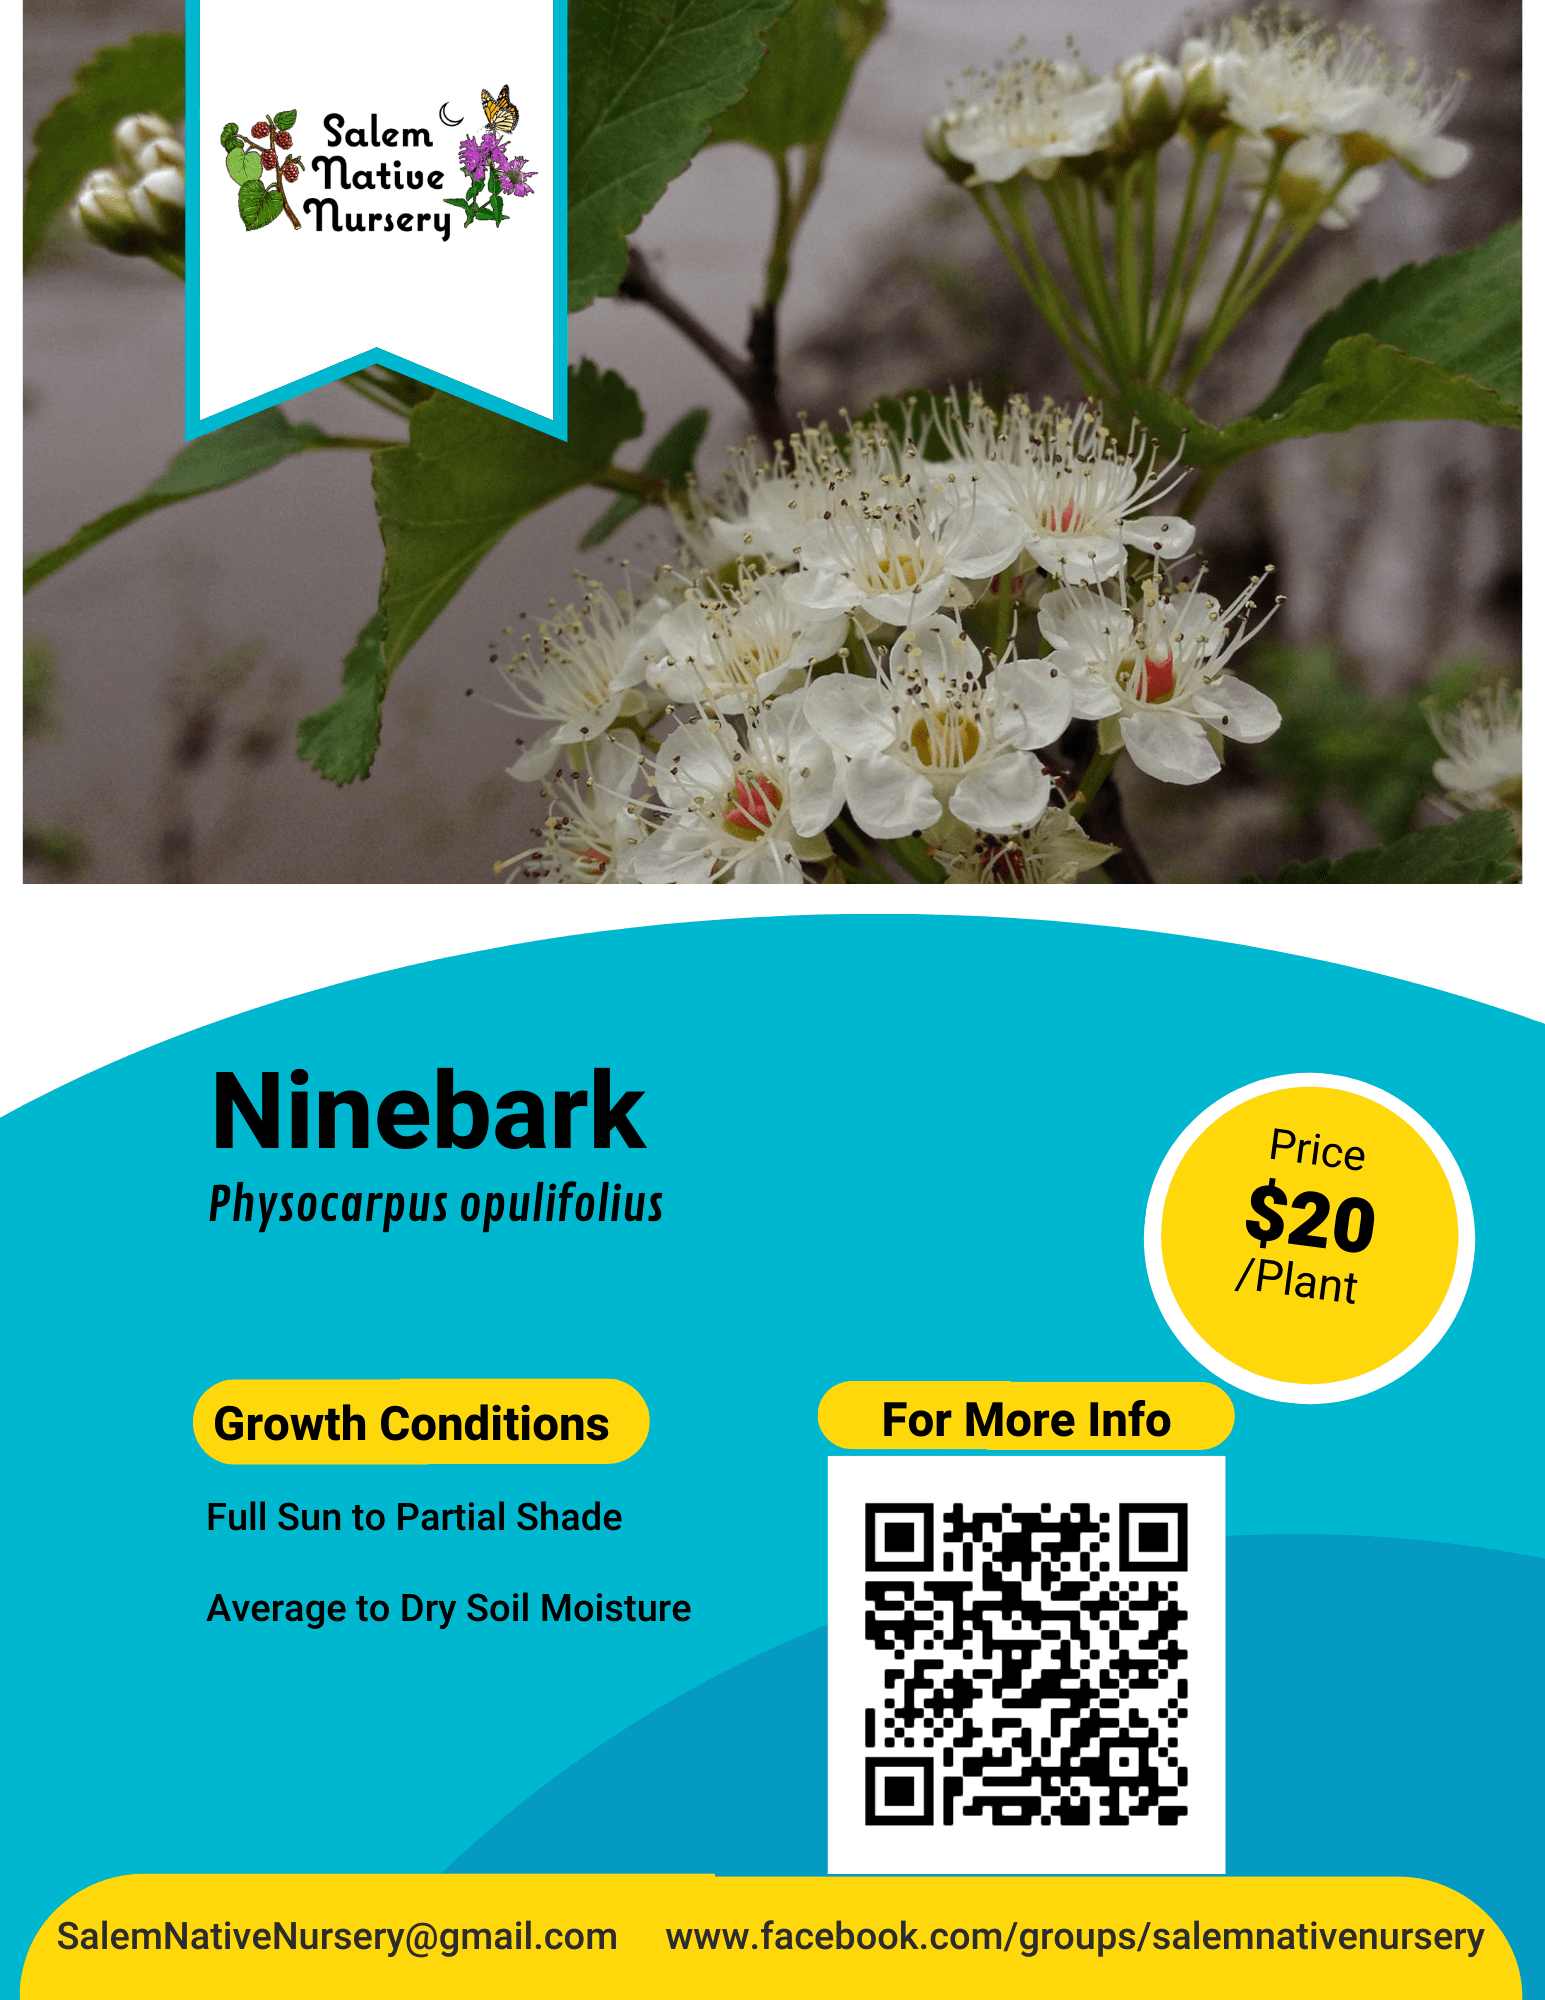 Salem
Native
Nursery
Ninebark
Physocarpus opulifolius
Price
$20
/Plant
Growth Conditions
Full Sun to Partial Shade
Average to Dry Soil Moisture
For More Info
SalemNativeNursery@gmail.com
www.facebook.com/groups/salemnativenursery